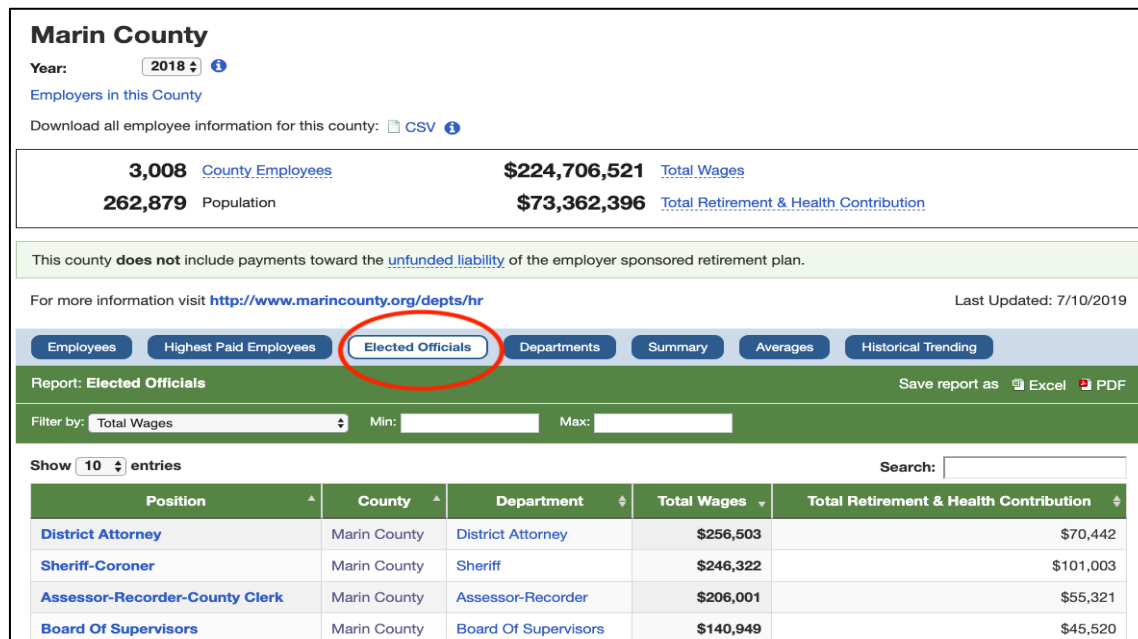 Marin County
Year: 2018
Employers in this County
Download all employee information for this county: CSV
3,008 County Employees $224,706,521 Total Wages
262,879 Population $73,362,396 Total Retirement & Health Contribution
This county does not include payments toward the unfunded liability of the employer sponsored retirement plan.
For more information visit http://www.marincounty.org/depts/hr Last Updated: 7/10/2019
Employees Highest Paid Employees Elected Officials Departments Summary Averages Historical Trending
Report: Elected Officials Save report as Excel PDF
Filter by: Total Wages Min: Max:
Show 10 entries Search:
Position County Department Total Wages Total Retirement & Health Contribution
District Attorney Marin County District Attorney $256,503 $70,442
Sheriff-Coroner Marin County Sheriff $246,322 $101,003
Assessor-Recorder-County Clerk Marin County Assessor-Recorder $206,001 $55,321
Board Of Supervisors Marin County Board Of Supervisors $140,949 $45,520